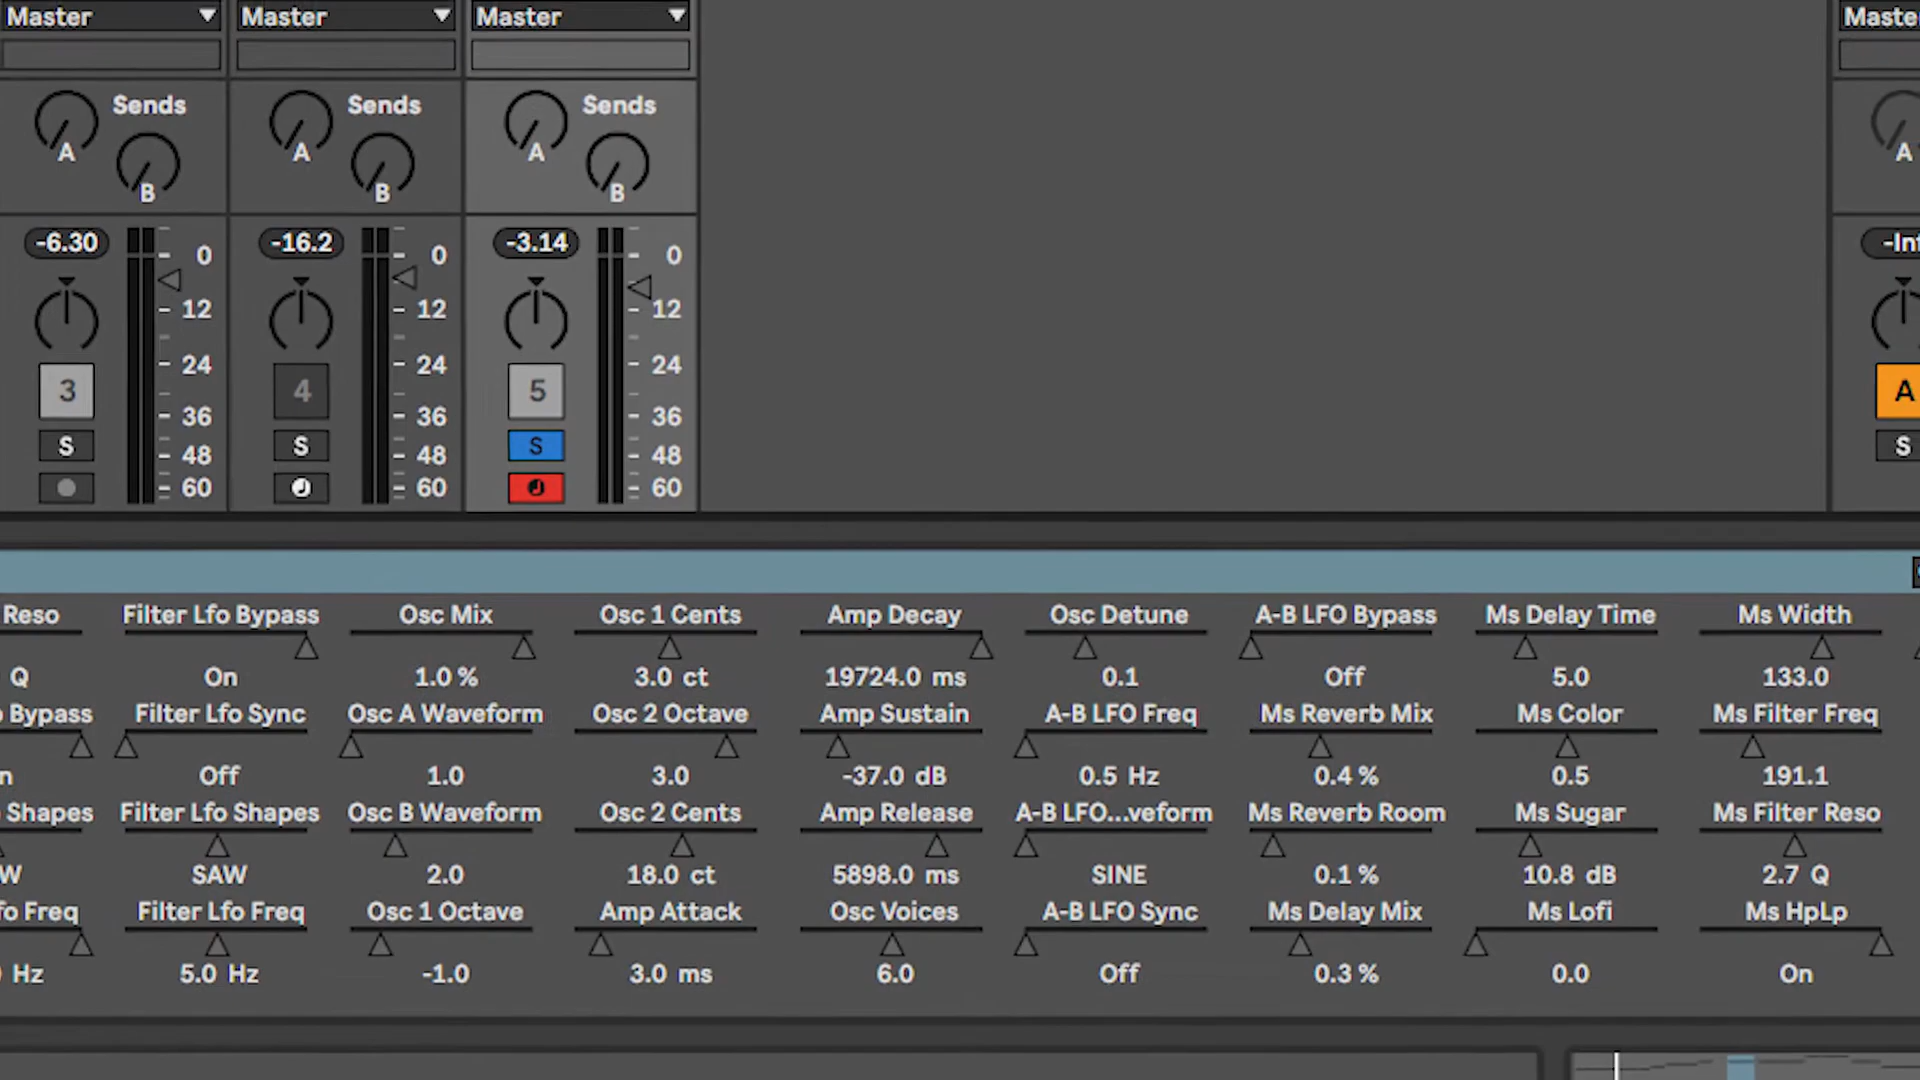 Master Master Master Maste
Sends Sends Sends
A A A A
B B B
-6.30 0 -16.2 0 -3.14 0 -Inf
12 12 12
24 24 24
3 4 5 A
36 36 36
S S S S
48 48 48
60 60 60
Reso Filter Lfo Bypass Osc Mix Osc 1 Cents Amp Decay Osc Detune A-B LFO Bypass Ms Delay Time Ms Width
Q On 1.0 % 3.0 ct 19724.0 ms 0.1 Off 5.0 133.0
Bypass Filter Lfo Sync Osc A Waveform Osc 2 Octave Amp Sustain A-B LFO Freq Ms Reverb Mix Ms Color Ms Filter Freq
n Off 1.0 3.0 -37.0 dB 0.5 Hz 0.4 % 0.5 191.1
Shapes Filter Lfo Shapes Osc B Waveform Osc 2 Cents Amp Release A-B LFO...veform Ms Reverb Room Ms Sugar Ms Filter Reso
W SAW 2.0 18.0 ct 5898.0 ms SINE 0.1 % 10.8 dB 2.7 Q
fo Freq Filter Lfo Freq Osc 1 Octave Amp Attack Osc Voices A-B LFO Sync Ms Delay Mix Ms Lofi Ms HpLp
Hz 5.0 Hz -1.0 3.0 ms 6.0 Off 0.3 % 0.0 On